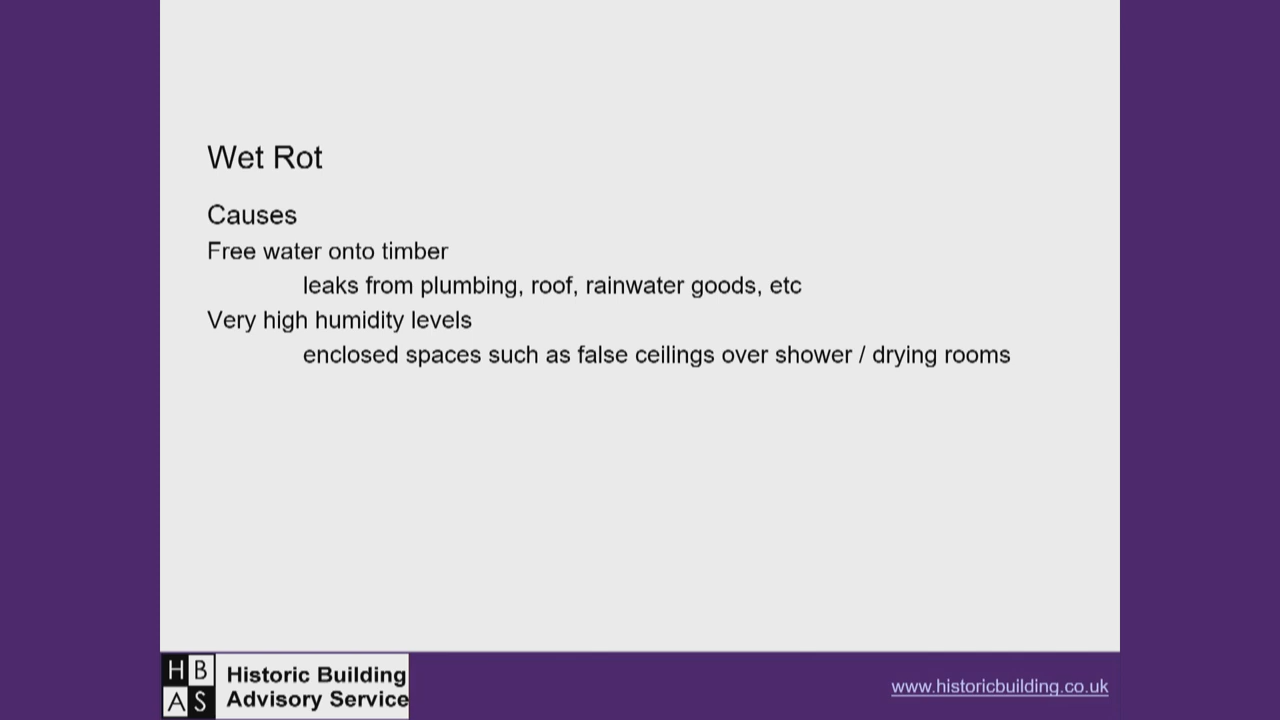 Wet Rot
Causes
Free water onto timber
leaks from plumbing, roof, rainwater goods, etc
Very high humidity levels
enclosed spaces such as false ceilings over shower / drying rooms
H B
A S
Historic Building
Advisory Service
www.historicbuilding.co.uk